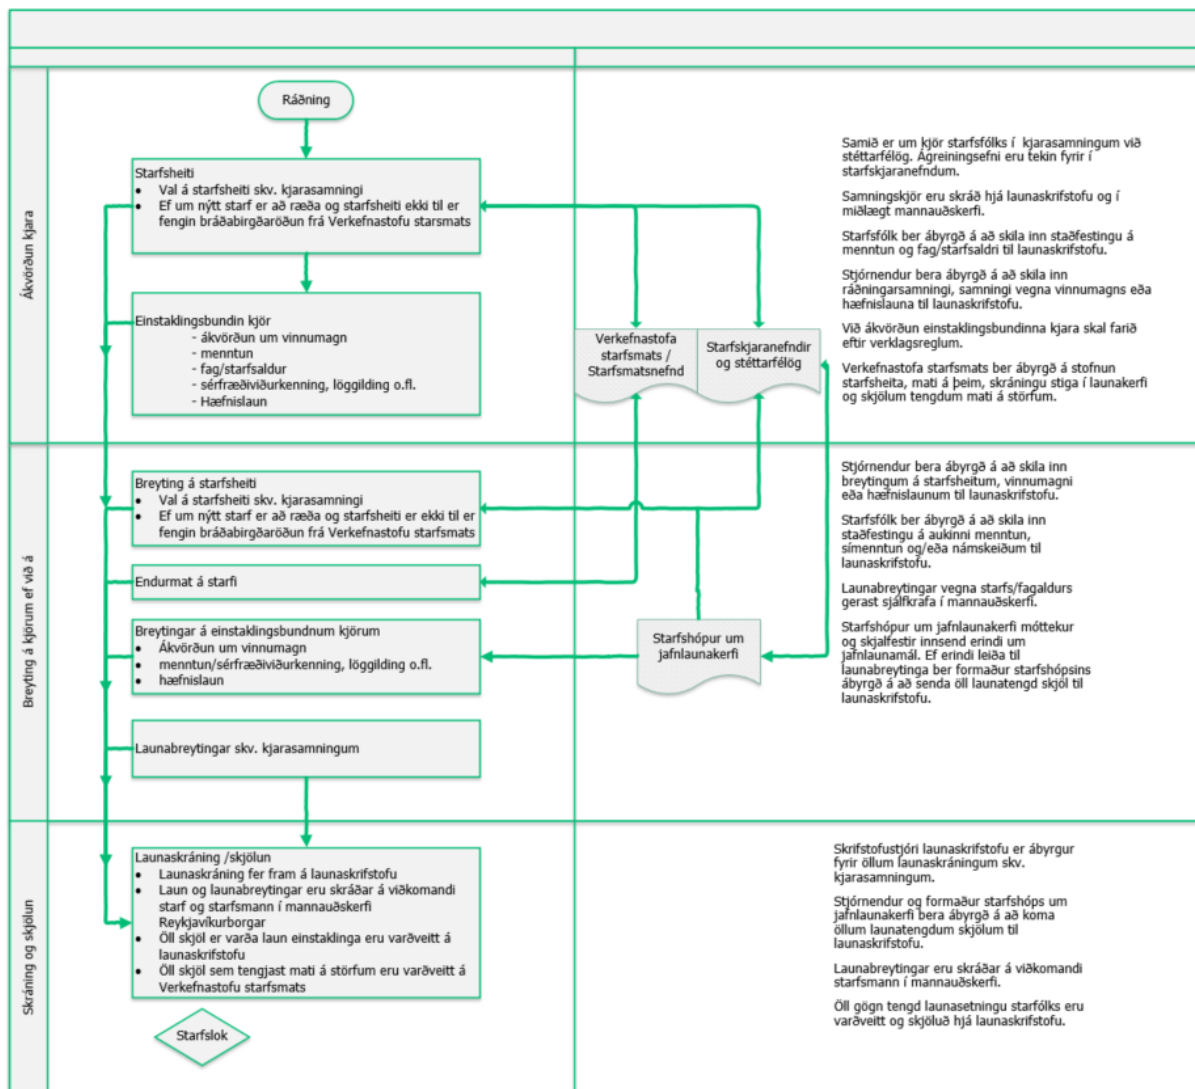 Ákvörðun kjara
Ráðning
Starfsheiti
• Val á starfsheiti skv. kjarasamningi
• Ef um nýtt starf er að ræða og starfsheiti ekki til er
fengin bráðabirgðaröðun frá Verkefnastofu starsmats
Einstaklingsbundin kjör
- ákvörðun um vinnumagn
- menntun
- fag/starfsaldur
- sérfræðiviðurkenning, löggilding o.fl.
- Hæfnislaun
Verkefnastofa
starfsmats /
Starfsmatsnefnd
Starfskjaranefndir
og stéttarfélög
Samið er um kjör starfsfólks í kjarasamningum við
stéttarfélög. Ágreiningsefni eru tekin fyrir í
starfskjaranefndum.
Samningskjör eru skráð hjá launaskrifstofu og í
miðlægt mannauðskerfi.
Starfsfólk ber ábyrgð á að skila inn staðfestingu á
menntun og fag/starfsaldri til launaskrifstofu.
Stjórnendur bera ábyrgð á að skila inn
ráðningarsamningi, samningi vegna vinnumagns eða
hæfnislauna til launaskrifstofu.
Við ákvörðun einstaklingsbundinna kjara skal farið
eftir verklagsreglum.
Verkefnastofa starfsmats ber ábyrgð á stofnun
starfsheita, mati á þeim, skráningu stiga í launakerfi
og skjölum tengdum mati á störfum.
Breyting á kjörum ef við á
Breyting á starfsheiti
• Val á starfsheiti skv. kjarasamningi
• Ef um nýtt starf er að ræða og starfsheiti er ekki til er
fengin bráðabirgðaröðun frá Verkefnastofu starfsmats
Endurmat á starfi
Breytingar á einstaklingsbundnum kjörum
• Ákvörðun um vinnumagn
• menntun/sérfræðiviðurkenning, löggilding o.fl.
• hæfnislaun
Launabreytingar skv. kjarasamningum
Starfshópur um
jafnlaunakerfi
Stjórnendur bera ábyrgð á að skila inn
breytingum á starfsheitum, vinnumagni
eða hæfnislaunum til launaskrifstofu.
Starfsfólk ber ábyrgð á að skila inn
staðfestingu á aukinni menntun,
símenntun og/eða námskeiðum til
launaskrifstofu.
Launabreytingar vegna starfs/fagaldurs
gerast sjálfkrafa í mannauðskerfi.
Starfshópur um jafnlaunakerfi móttekur
og skjalfestir innsend erindi um
jafnlaunamál. Ef erindi leiða til
launabreytinga ber formaður starfshópsins
ábyrgð á að senda öll launatengd skjöl til
launaskrifstofu.
Skráning og skjölun
Launaskráning /skjölun
• Launaskráning fer fram á launaskrifstofu
• Laun og launabreytingar eru skráðar á viðkomandi
starf og starfsmann í mannauðskerfi
Reykjavíkurborgar
• Öll skjöl er varða laun einstaklinga eru varðveitt á
launaskrifstofu
• Öll skjöl sem tengjast mati á störfum eru varðveitt á
Verkefnastofu starfsmats
Starfslok
Skrifstofustjóri launaskrifstofu er ábyrgur
fyrir öllum launaskráningum skv.
kjarasamningum.
Stjórnendur og formaður starfshóps um
jafnlaunakerfi bera ábyrgð á að koma
öllum launatengdum skjölum til
launaskrifstofu.
Launabreytingar eru skráðar á viðkomandi
starfsmann í mannauðskerfi.
Öll gögn tengd launasetningu starfólks eru
varðveitt og skjöluð hjá launaskrifstofu.